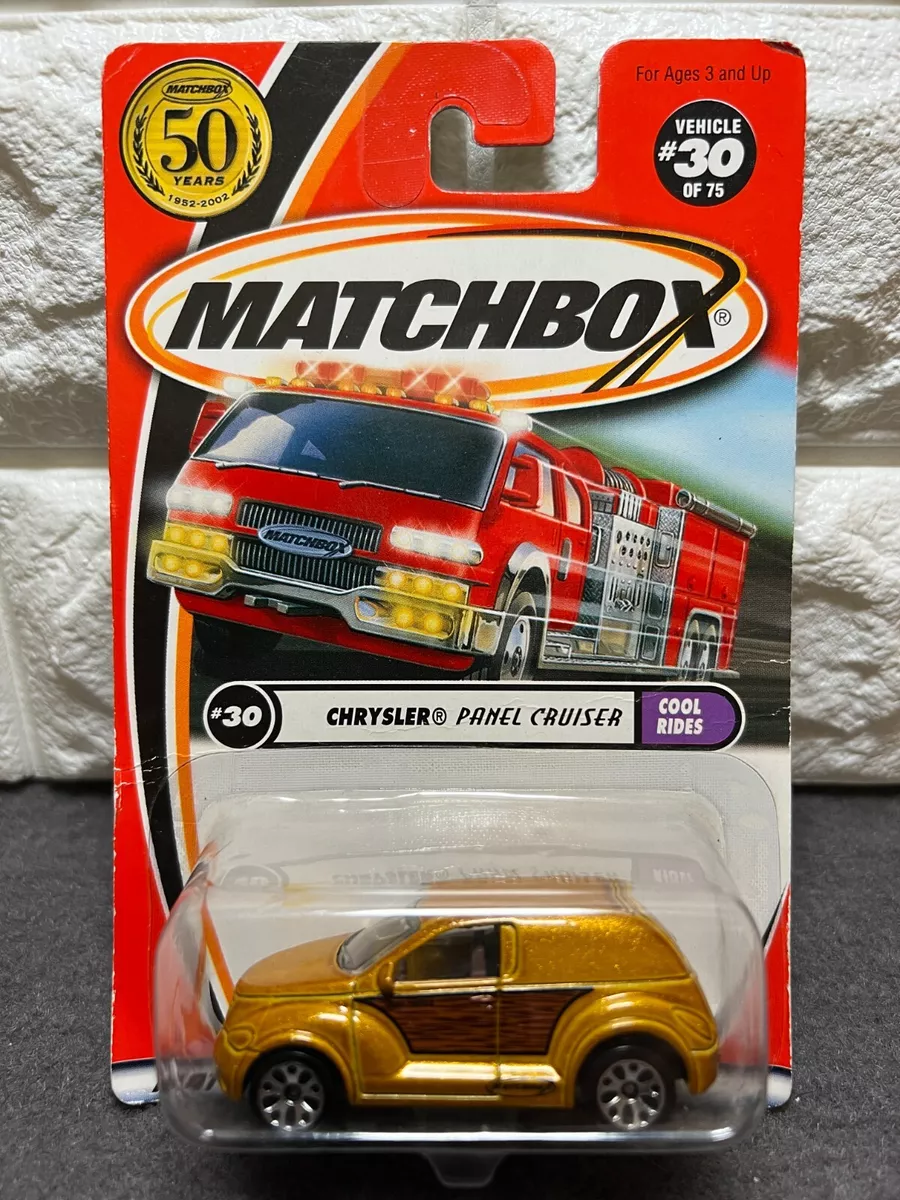 MATCHBOX
50
YEARS
1952-2002
For Ages 3 and Up
VEHICLE
#30
OF 75
MATCHBOX®
MATCHBOX
#30
CHRYSLER® PANEL CRUISER
COOL
RIDES